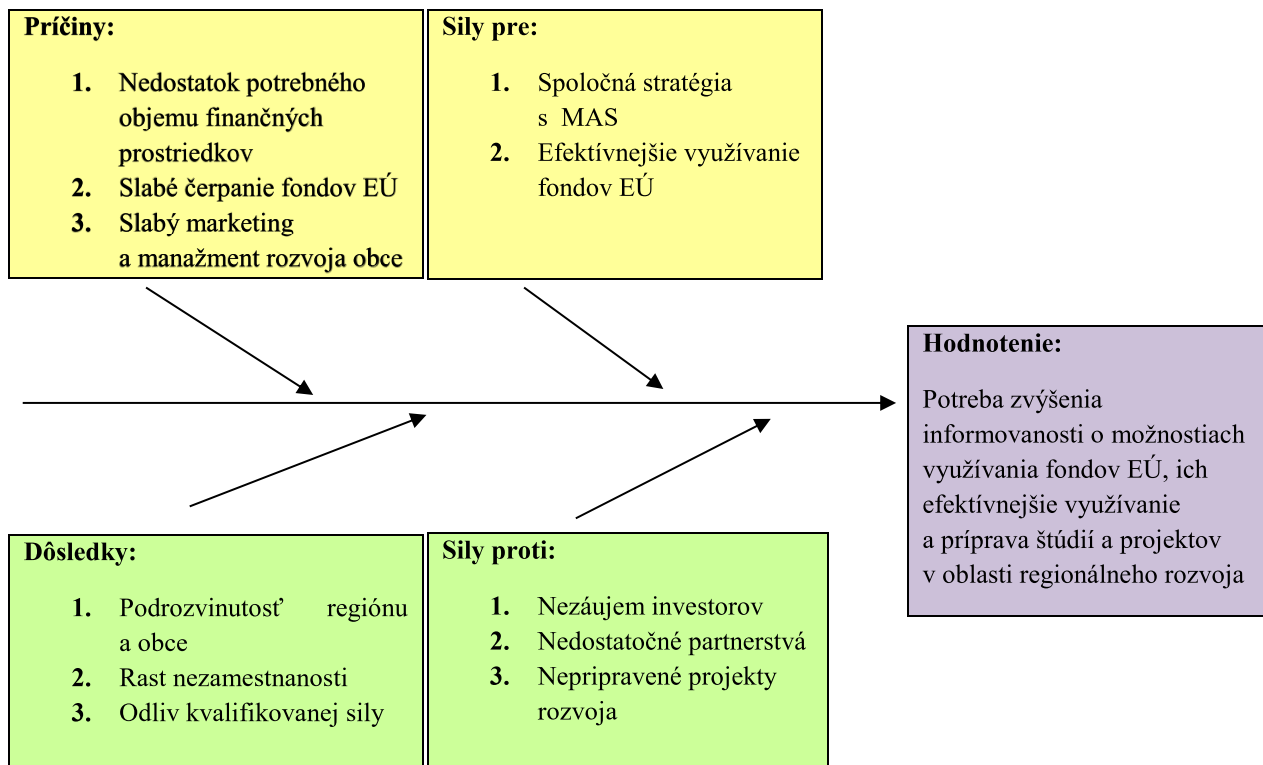 Príčiny:
1. Nedostatok potrebného
objemu finančných
prostriedkov
2. Slabé čerpanie fondov EÚ
3. Slabý marketing
a manažment rozvoja obce
Sily pre:
1. Spoločná stratégia
s MAS
2. Efektívnejšie využívanie
fondov EÚ
Hodnotenie:
Potreba zvýšenia
informovanosti o možnostiach
využívania fondov EÚ, ich
efektívnejšie využívanie
a príprava štúdií a projektov
v oblasti regionálneho rozvoja
Dôsledky:
1. Podrozvinutosť regiónu
a obce
2. Rast nezamestnanosti
3. Odliv kvalifikovanej sily
Sily proti:
1. Nezáujem investorov
2. Nedostatočné partnerstvá
3. Nepripravené projekty
rozvoja